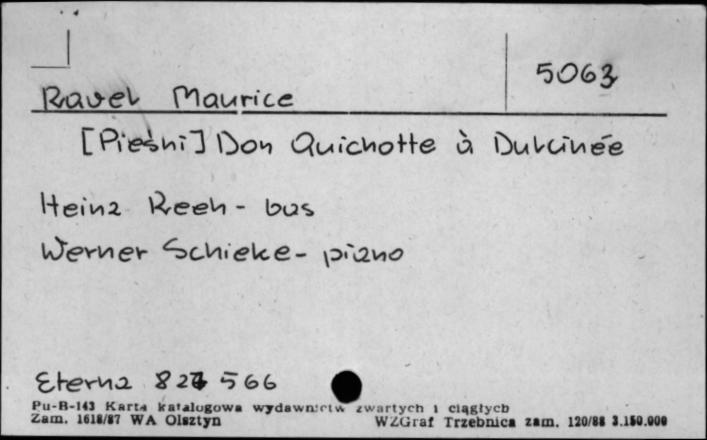 5063
Ravel Maurice
[Pieśni] Don Quichotte à Dulcinée
Heinz Reeh - bas
Werner Schieke - piano
Eterna 827 566
Pu-B-143 Karta katalogowa wydawnictw zwartych i ciągłych
Zam. 1618/87 WA Olsztyn WZGraf Trzebnica zam. 120/88 3.150.000